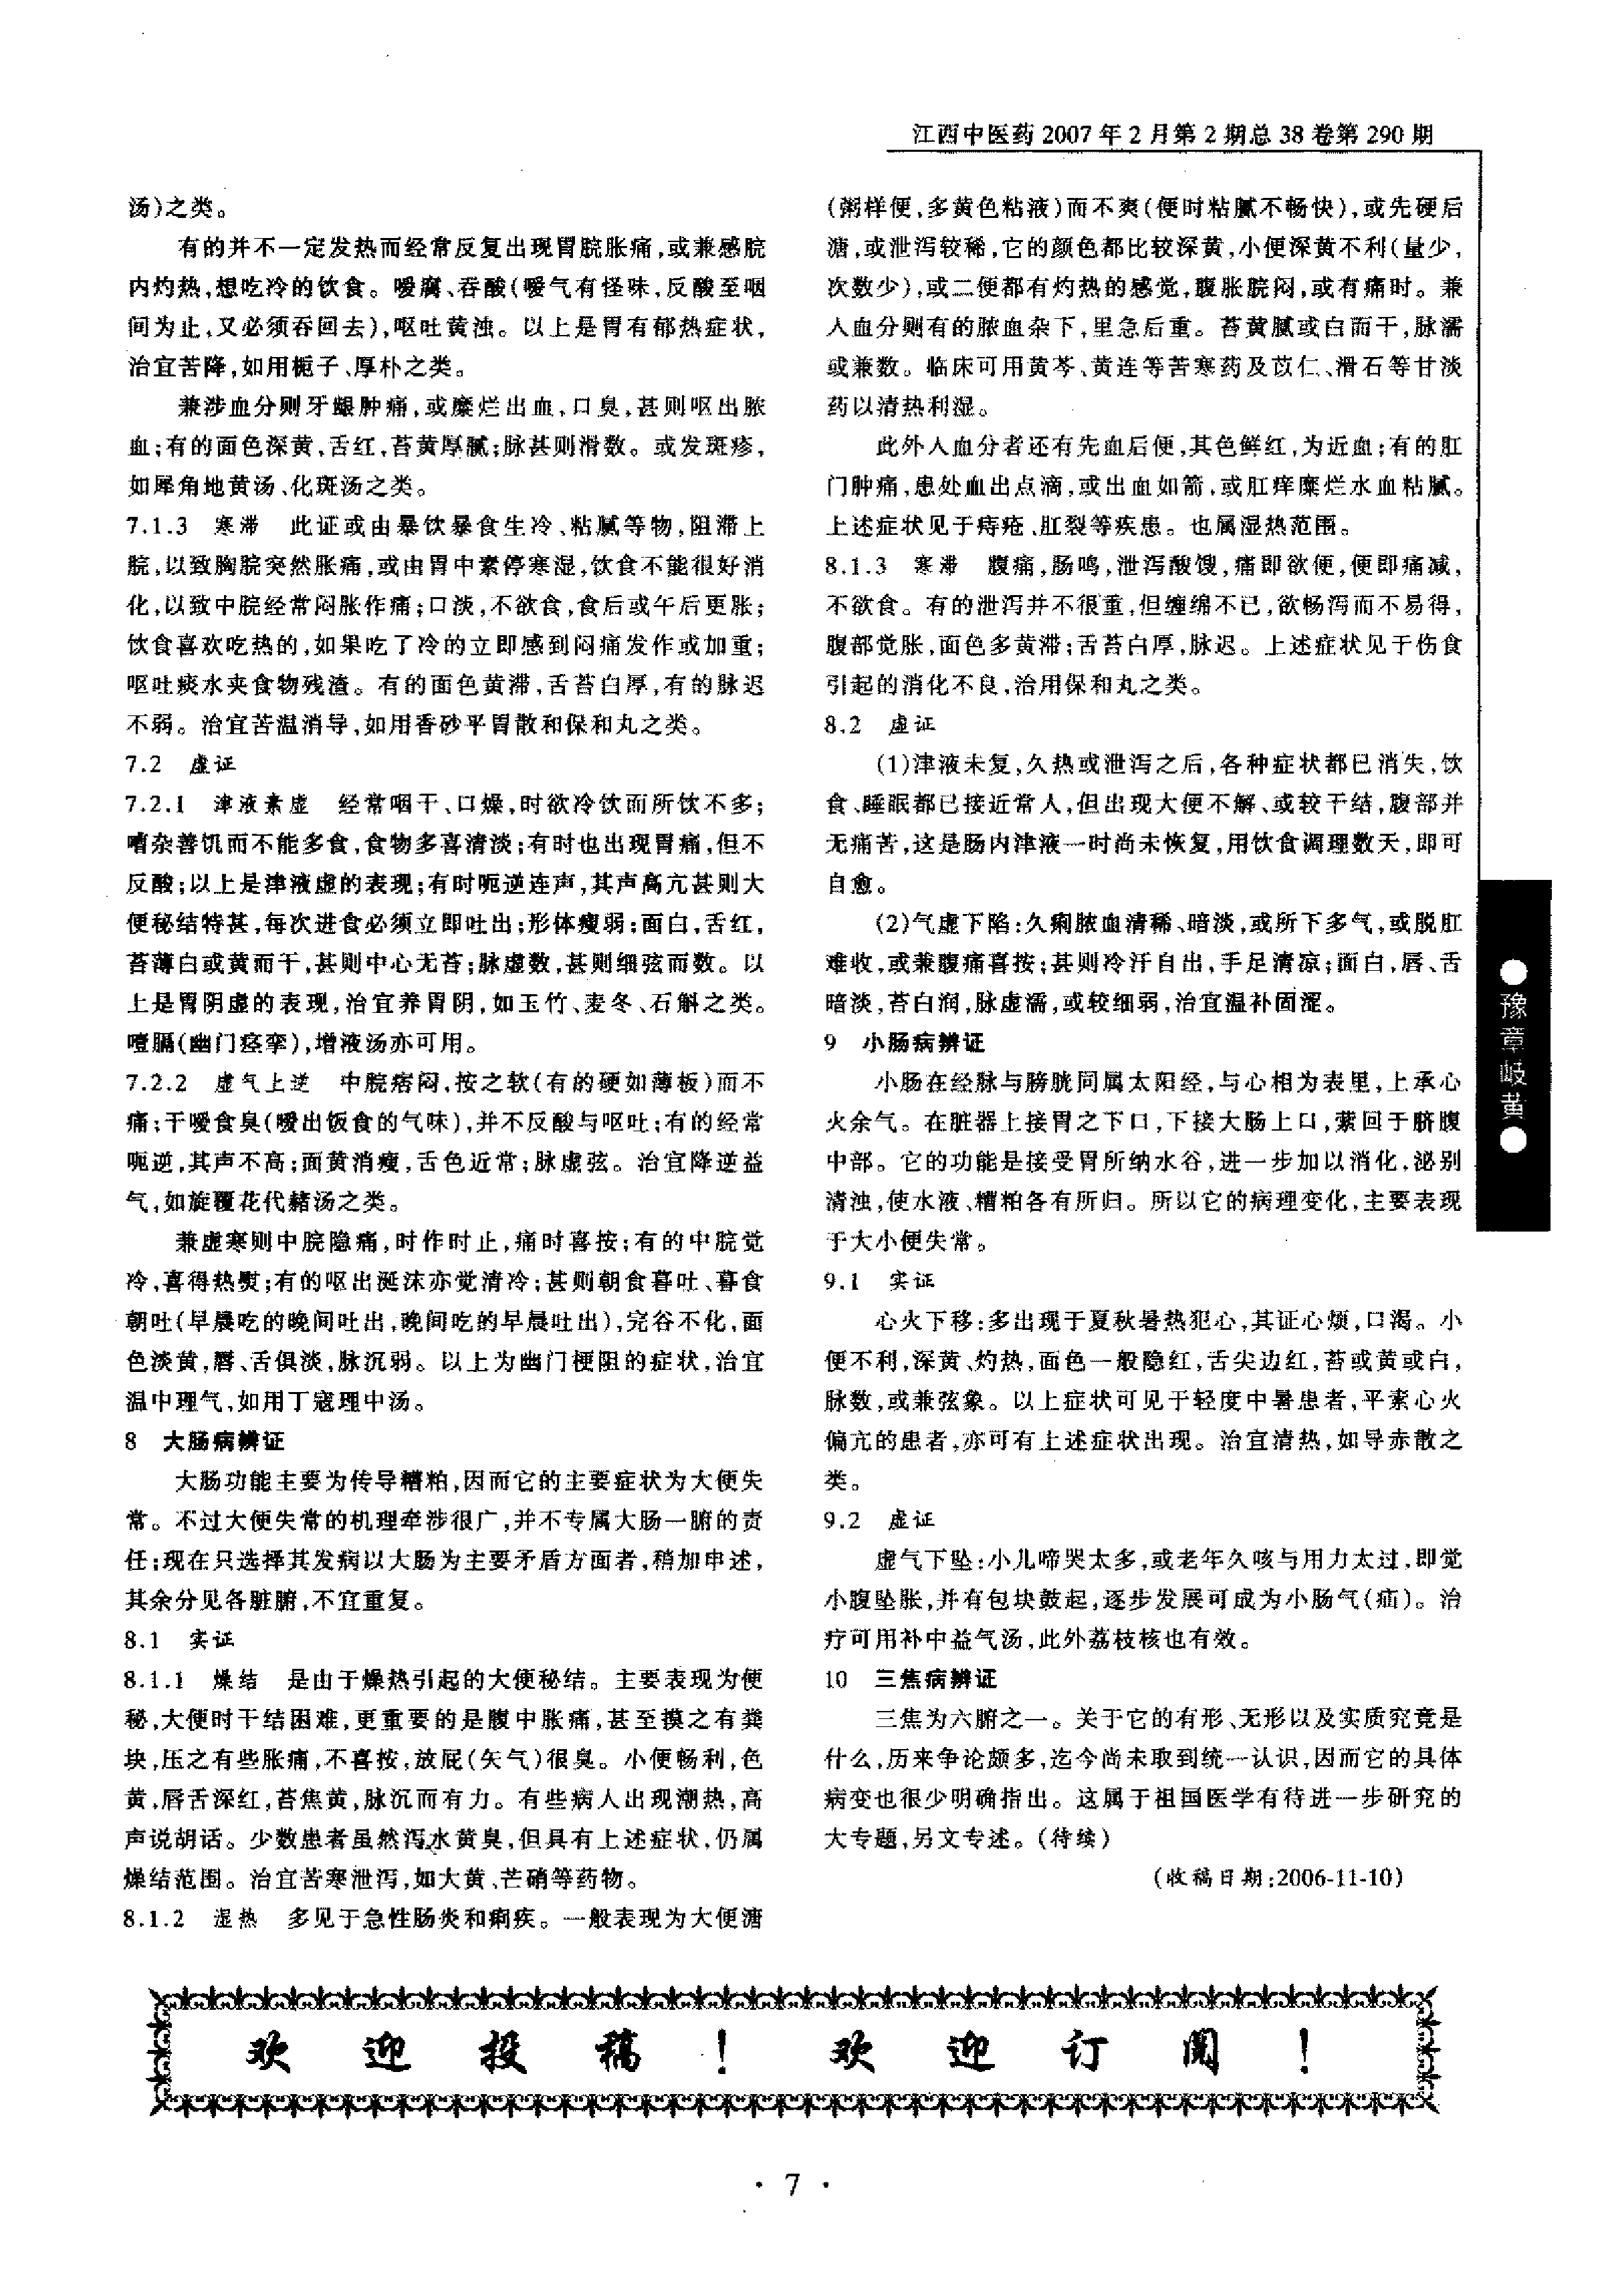 江西中医药 2007 年 2 月第 2 期总 38 卷第 290 期
汤)之类。
有的并不一定发热而经常反复出现胃脘胀痛,或兼感脘
内灼热,想吃冷的饮食。嗳腐、吞酸(嗳气有怪味,反酸至咽
间为止,又必须吞回去),呕吐黄浊。以上是胃有郁热症状,
治宜苦降,如用栀子、厚朴之类。
兼涉血分则牙龈肿痛,或糜烂出血,口臭,甚则呕出脓
血;有的面色深黄,舌红,苔黄厚腻;脉甚则滑数。或发斑疹,
如犀角地黄汤、化斑汤之类。
7.1.3 寒滞 此证或由暴饮暴食生冷、粘腻等物,阻滞上
脘,以致胸脘突然胀痛,或由胃中素停寒湿,饮食不能很好消
化,以致中脘经常闷胀作痛;口淡,不欲食,食后或午后更胀;
饮食喜欢吃热的,如果吃了冷的立即感到闷痛发作或加重;
呕吐痰水夹食物残渣。有的面色黄滞,舌苔白厚,有的脉迟
不弱。治宜苦温消导,如用香砂平胃散和保和丸之类。
7.2 虚证
7.2.1 津液素虚 经常咽干、口燥,时欲冷饮而所饮不多;
嘈杂善饥而不能多食,食物多喜清淡;有时也出现胃痛,但不
反酸;以上是津液虚的表现;有时呃逆连声,其声高亢甚则大
便秘结特甚,每次进食必须立即吐出;形体瘦弱;面白,舌红,
苔薄白或黄而干,甚则中心无苔;脉虚数,甚则细弦而数。以
上是胃阴虚的表现,治宜养胃阴,如玉竹、麦冬、石斛之类。
噎膈(幽门痉挛),增液汤亦可用。
7.2.2 虚气上逆 中脘痞闷,按之软(有的硬如薄板)而不
痛;干嗳食臭(嗳出饭食的气味),并不反酸与呕吐;有的经常
呃逆,其声不高;面黄消瘦,舌色近常;脉虚弦。治宜降逆益
气,如旋覆花代赭汤之类。
兼虚寒则中脘隐痛,时作时止,痛时喜按;有的中脘觉
冷,喜得热熨;有的呕出涎沫亦觉清冷;甚则朝食暮吐、暮食
朝吐(早晨吃的晚间吐出,晚间吃的早晨吐出),完谷不化,面
色淡黄,唇、舌俱淡,脉沉弱。以上为幽门梗阻的症状,治宜
温中理气,如用丁寇理中汤。
8 大肠病辨证
大肠功能主要为传导糟粕,因而它的主要症状为大便失
常。不过大便失常的机理牵涉很广,并不专属大肠一腑的责
任;现在只选择其发病以大肠为主要矛盾方面者,稍加申述,
其余分见各脏腑,不宜重复。
8.1 实证
8.1.1 燥结 是由于燥热引起的大便秘结。主要表现为便
秘,大便时干结困难,更重要的是腹中胀痛,甚至摸之有粪
块,压之有些胀痛,不喜按,放屁(矢气)很臭。小便畅利,色
黄,唇舌深红,苔焦黄,脉沉而有力。有些病人出现潮热,高
声说胡话。少数患者虽然泻水黄臭,但具有上述症状,仍属
燥结范围。治宜苦寒泄泻,如大黄、芒硝等药物。
8.1.2 湿热 多见于急性肠炎和痢疾。一般表现为大便溏
(粥样便,多黄色粘液)而不爽(便时粘腻不畅快),或先硬后
溏,或泄泻较稀,它的颜色都比较深黄,小便深黄不利(量少,
次数少),或二便都有灼热的感觉,腹胀脘闷,或有痛时。兼
人血分则有的脓血杂下,里急后重。苔黄腻或白而干,脉濡
或兼数。临床可用黄芩、黄连等苦寒药及苡仁、滑石等甘淡
药以清热利湿。
此外人血分者还有先血后便,其色鲜红,为近血;有的肛
门肿痛,患处血出点滴,或出血如箭,或肛痒糜烂水血粘腻。
上述症状见于痔疮、肛裂等疾患。也属湿热范围。
8.1.3 寒滞 腹痛,肠鸣,泄泻酸馊,痛即欲便,便即痛减,
不欲食。有的泄泻并不很重,但缠绵不已,欲畅泻而不易得,
腹部觉胀,面色多黄滞;舌苔白厚,脉迟。上述症状见于伤食
引起的消化不良,治用保和丸之类。
8.2 虚证
(1)津液未复,久热或泄泻之后,各种症状都已消失,饮
食、睡眠都已接近常人,但出现大便不解、或较干结,腹部并
无痛苦,这是肠内津液一时尚未恢复,用饮食调理数天,即可
自愈。
(2)气虚下陷:久痢脓血清稀、暗淡,或所下多气,或脱肛
难收,或兼腹痛喜按;甚则冷汗自出,手足清凉;面白,唇、舌
暗淡,苔白润,脉虚濡,或较细弱,治宜温补固涩。
9 小肠病辨证
小肠在经脉与膀胱同属太阳经,与心相为表里,上承心
火余气。在脏器上接胃之下口,下接大肠上口,萦回于脐腹
中部。它的功能是接受胃所纳水谷,进一步加以消化,泌别
清浊,使水液、糟粕各有所归。所以它的病理变化,主要表现
于大小便失常。
9.1 实证
心火下移:多出现于夏秋暑热犯心,其证心烦,口渴。小
便不利,深黄、灼热,面色一般隐红,舌尖边红,苔或黄或白,
脉数,或兼弦象。以上症状可见于轻度中暑患者,平素心火
偏亢的患者,亦可有上述症状出现。治宜清热,如导赤散之
类。
9.2 虚证
虚气下坠:小儿啼哭太多,或老年久咳与用力太过,即觉
小腹坠胀,并有包块鼓起,逐步发展可成为小肠气(疝)。治
疗可用补中益气汤,此外荔枝核也有效。
10 三焦病辨证
三焦为六腑之一。关于它的有形、无形以及实质究竟是
什么,历来争论颇多,迄今尚未取到统一认识,因而它的具体
病变也很少明确指出。这属于祖国医学有待进一步研究的
大专题,另文专述。(待续)
(收稿日期:2006-11-10)
●豫章岐黄●
欢迎投稿! 欢迎订阅!
· 7 ·